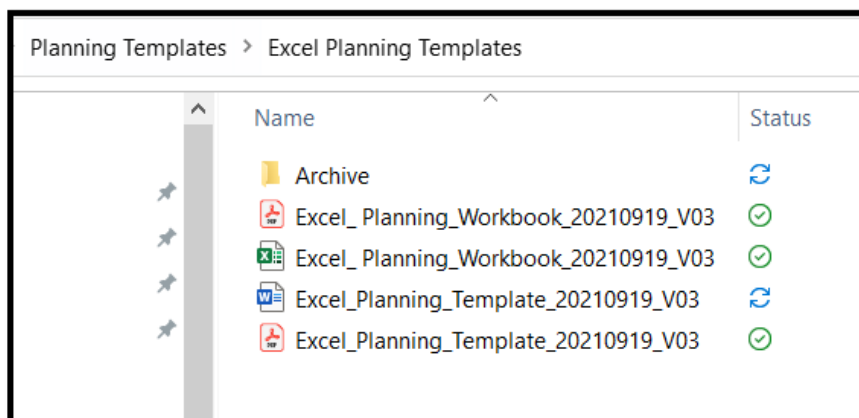 Planning Templates > Excel Planning Templates
Name Status
Archive
Excel_ Planning_Workbook_20210919_V03
Excel_ Planning_Workbook_20210919_V03
Excel_Planning_Template_20210919_V03
Excel_Planning_Template_20210919_V03